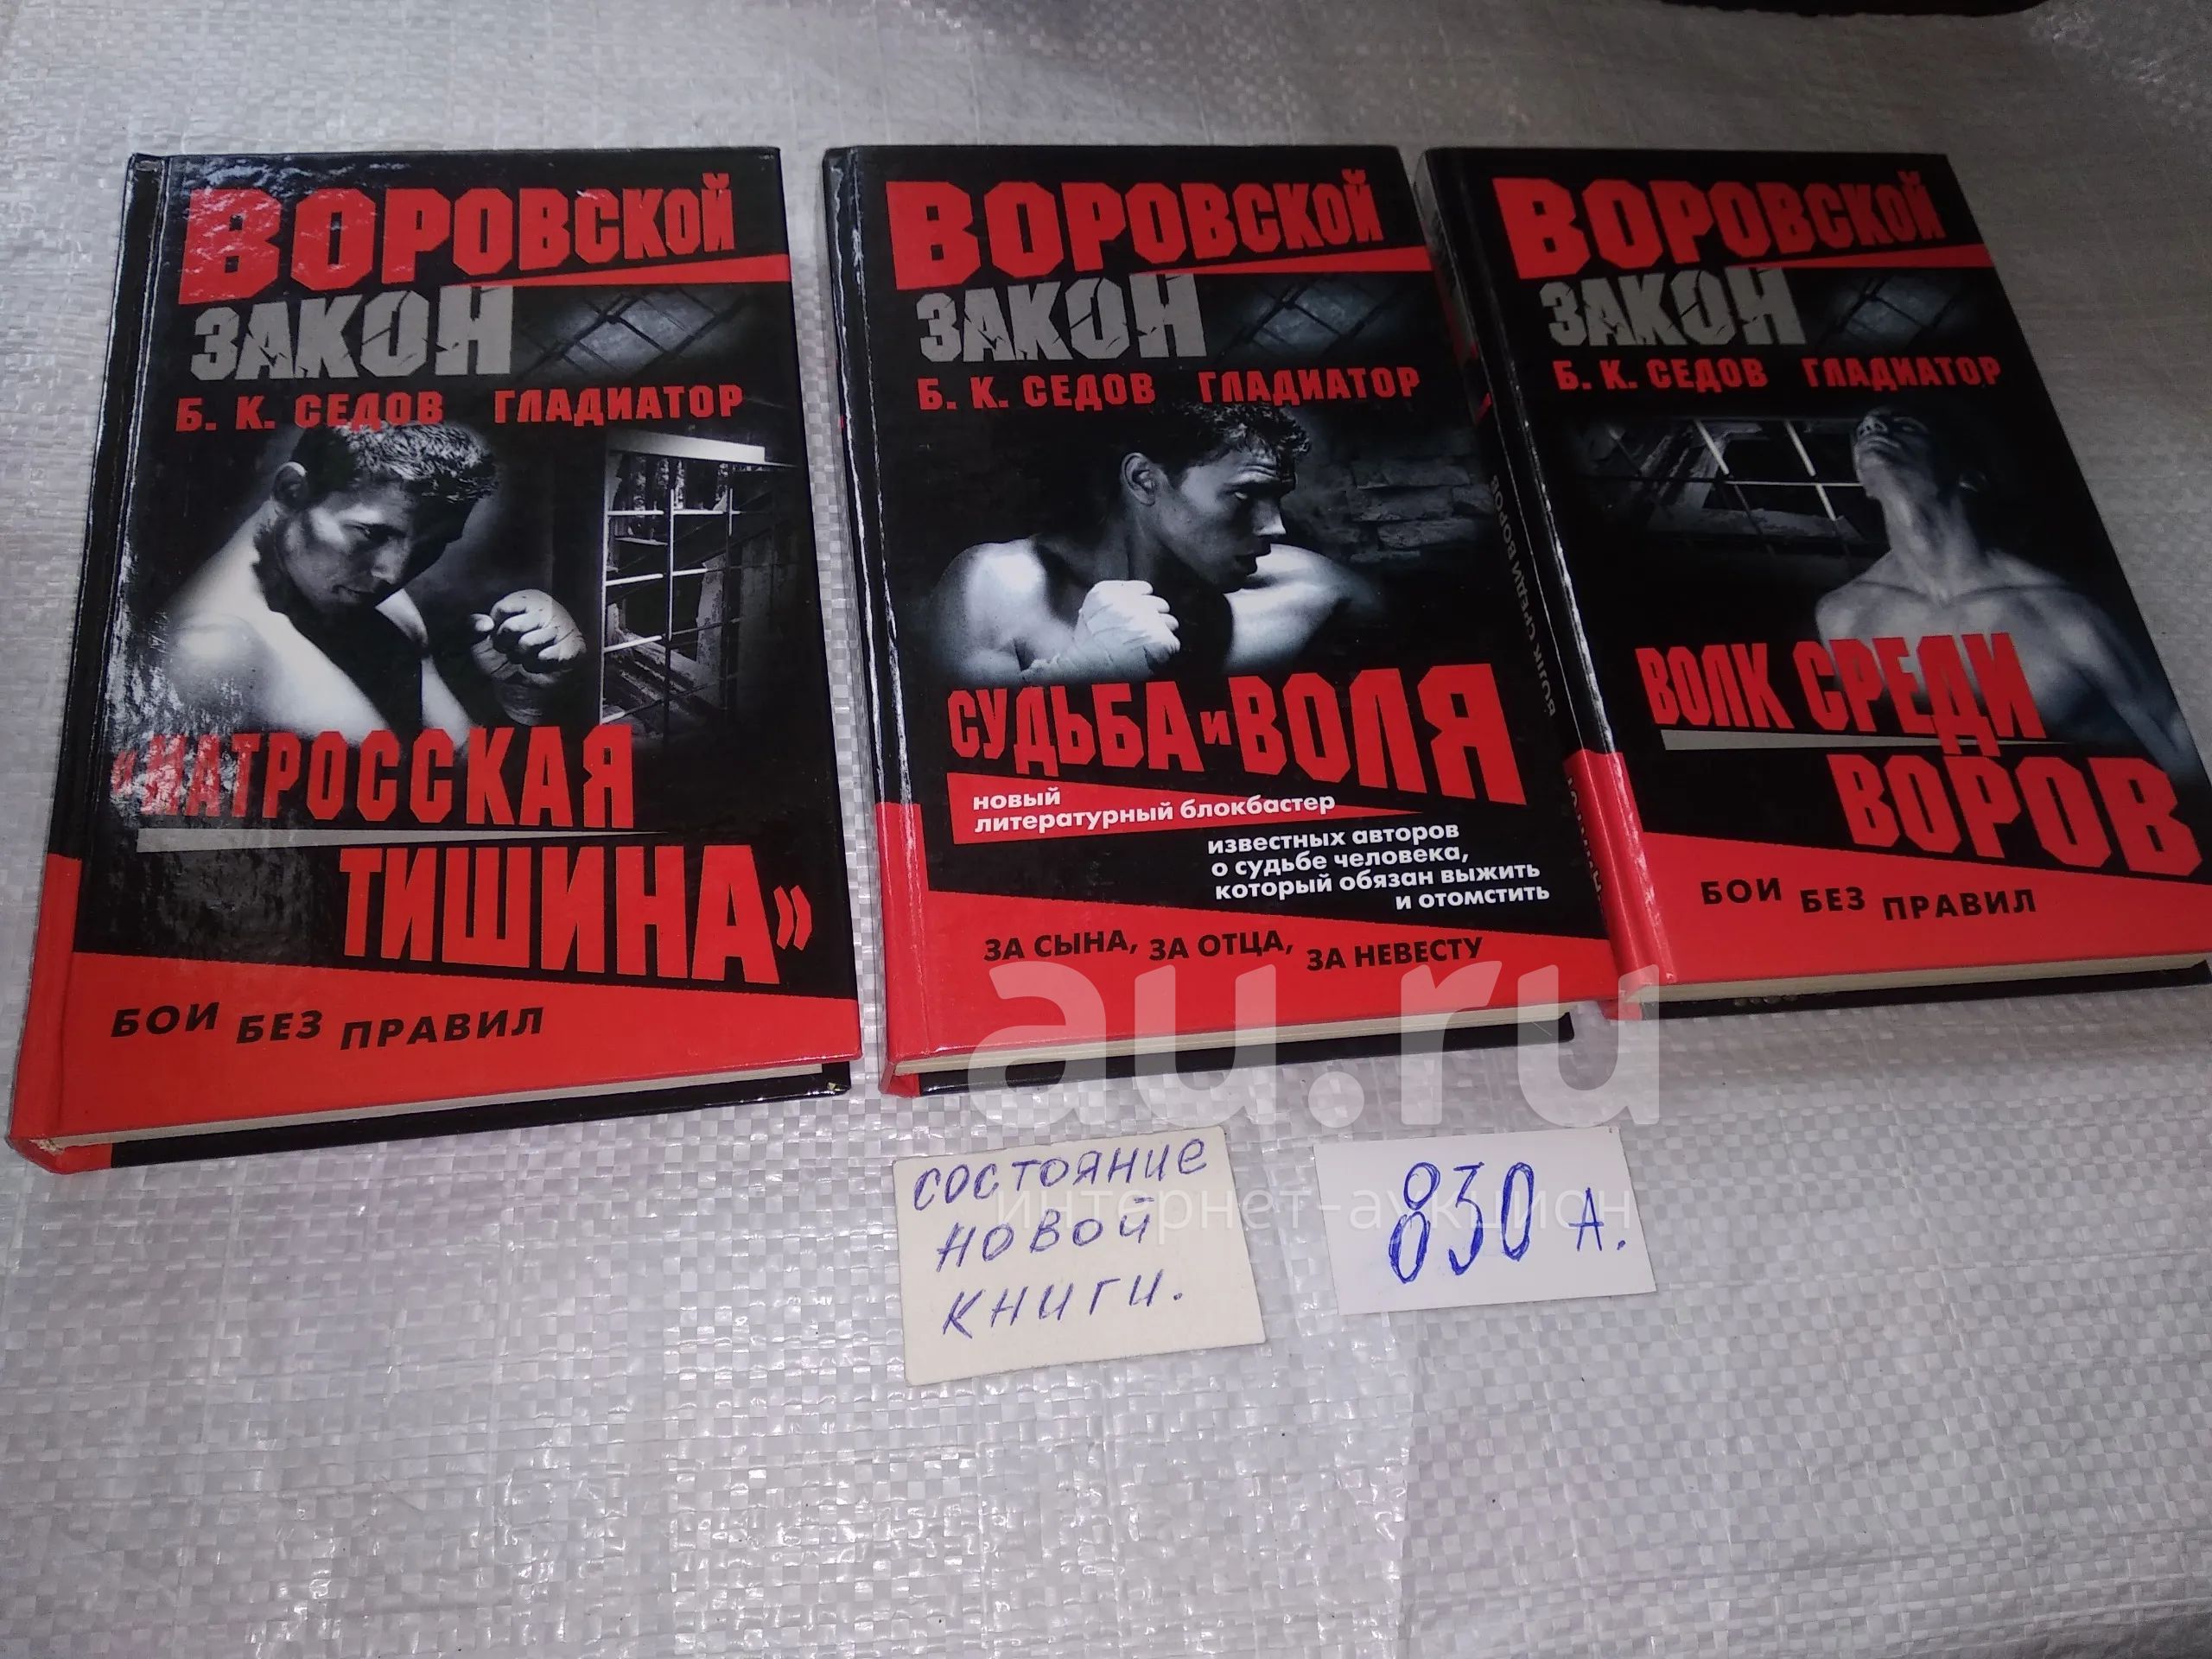 ВОРОВСКОЙ
ЗАКОН
Б. К. СЕДОВ ГЛАДИАТОР
«МАТРОССКАЯ
ТИШИНА»
БОИ БЕЗ ПРАВИЛ
ВОРОВСКОЙ
ЗАКОН
Б. К. СЕДОВ ГЛАДИАТОР
СУДЬБА И ВОЛЯ
новый
литературный блокбастер
известных авторов
о судьбе человека,
который обязан выжить
и отомстить
ЗА СЫНА, ЗА ОТЦА, ЗА НЕВЕСТУ
ВОЛК СРЕДИ ВОРОВ
ВОРОВСКОЙ
ЗАКОН
Б. К. СЕДОВ ГЛАДИАТОР
ВОЛК СРЕДИ
ВОРОВ
БОИ БЕЗ ПРАВИЛ
au.ru
интернет-аукцион
СОСТОЯНИЕ
НОВОЙ
КНИГИ.
830 А.